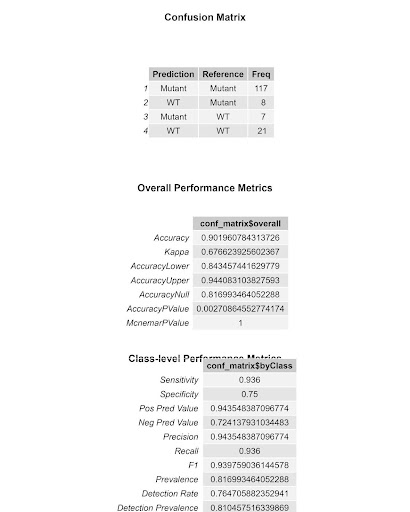 Confusion Matrix
Prediction Reference Freq
1 Mutant Mutant 117
2 WT Mutant 8
3 Mutant WT 7
4 WT WT 21
Overall Performance Metrics
conf_matrix$overall
Accuracy 0.901960784313726
Kappa 0.676623925602367
AccuracyLower 0.843457441629779
AccuracyUpper 0.944083103827593
AccuracyNull 0.816993464052288
AccuracyPValue 0.00270864552774174
McnemarPValue 1
Class-level Performance Metrics
conf_matrix$byClass
Sensitivity 0.936
Specificity 0.75
Pos Pred Value 0.943548387096774
Neg Pred Value 0.724137931034483
Precision 0.943548387096774
Recall 0.936
F1 0.939759036144578
Prevalence 0.816993464052288
Detection Rate 0.764705882352941
Detection Prevalence 0.810457516339869